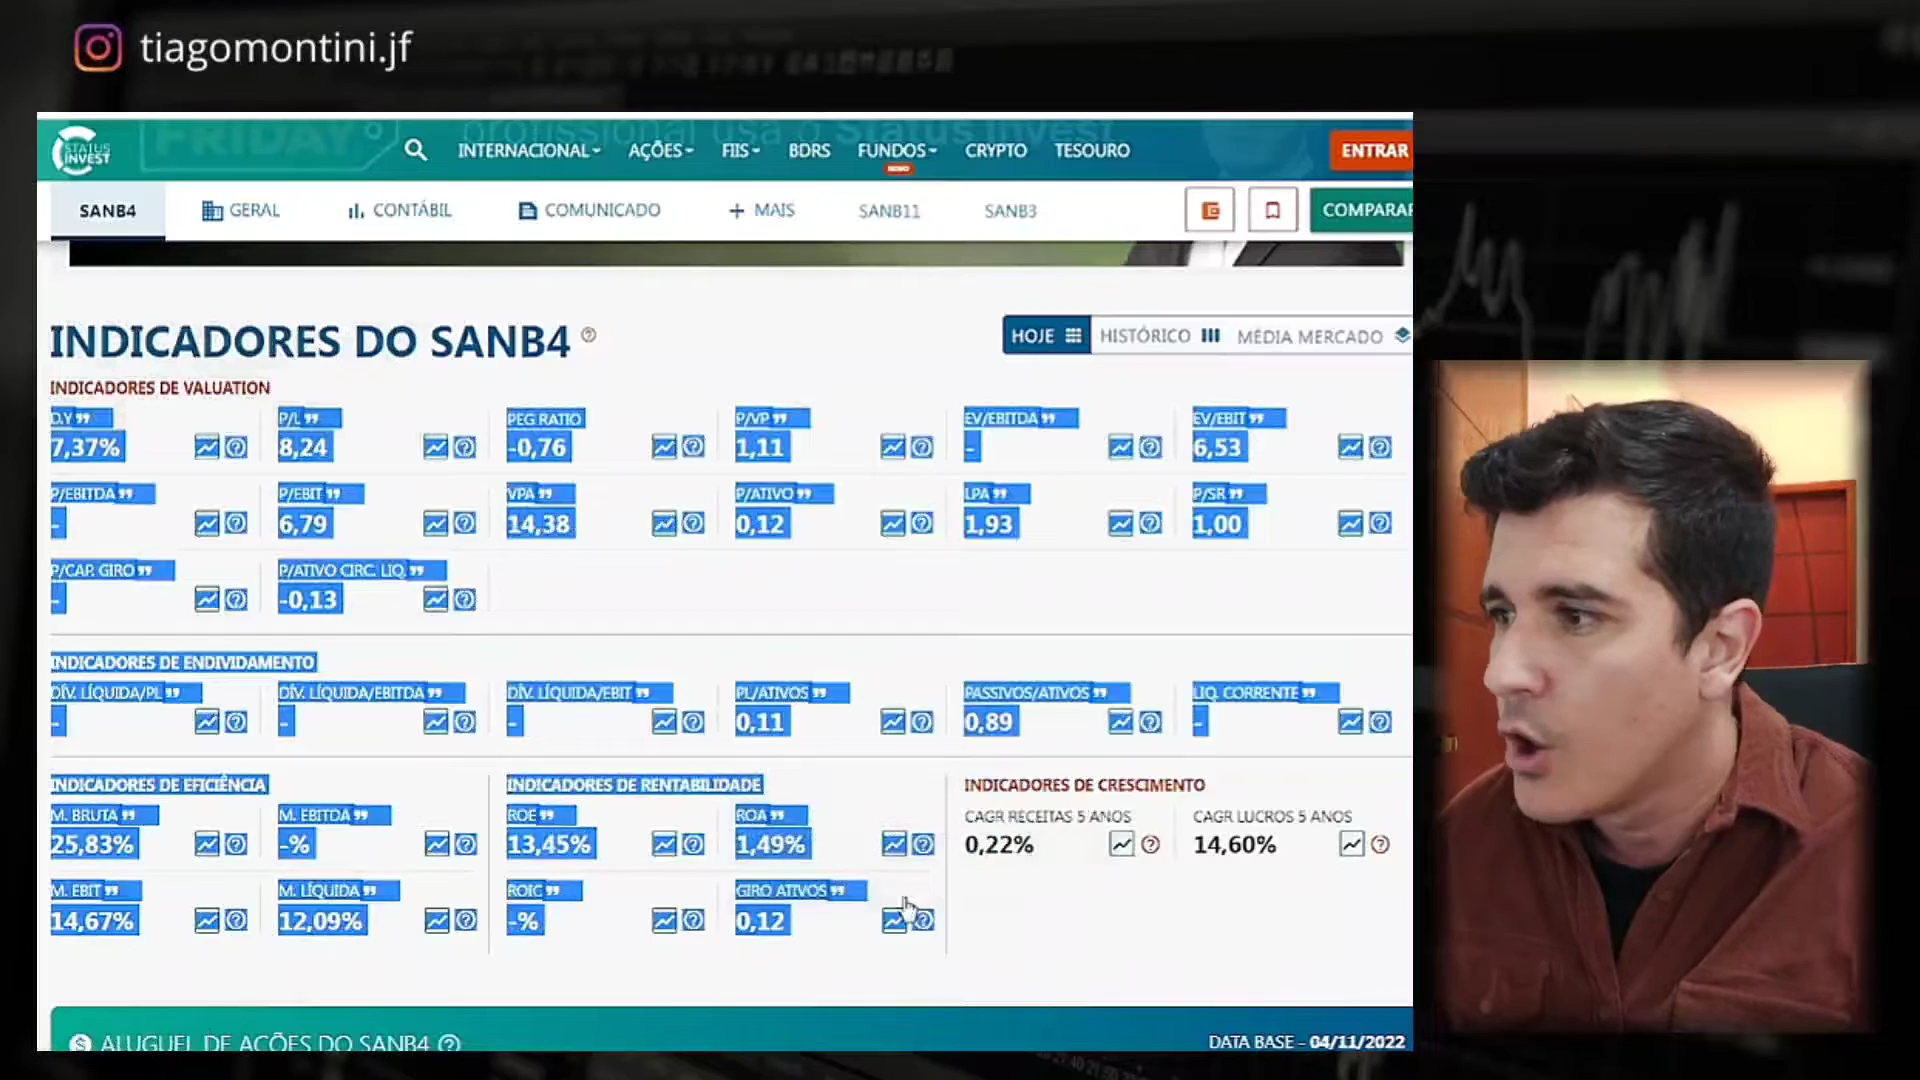 tiagomontini.jf
FRIDAY
profissional usa o Status Invest
STATUS INVEST
INTERNACIONAL AÇÕES FIIS BDRS FUNDOS CRYPTO TESOURO ENTRAR
NOVO
SANB4 GERAL CONTÁBIL COMUNICADO + MAIS SANB11 SANB3 COMPARAR
INDICADORES DO SANB4
HOJE HISTÓRICO MÉDIA MERCADO
INDICADORES DE VALUATION
D.Y P/L PEG RATIO P/VP EV/EBITDA EV/EBIT
7,37% 8,24 -0,76 1,11 - 6,53
P/EBITDA P/EBIT VPA P/ATIVO LPA P/SR
- 6,79 14,38 0,12 1,93 1,00
P/CAP. GIRO P/ATIVO CIRC. LIQ.
- -0,13
INDICADORES DE ENDIVIDAMENTO
DÍV. LÍQUIDA/PL DÍV. LÍQUIDA/EBITDA DÍV. LÍQUIDA/EBIT PL/ATIVOS PASSIVOS/ATIVOS LIQ. CORRENTE
- - - 0,11 0,89 -
INDICADORES DE EFICIÊNCIA INDICADORES DE RENTABILIDADE INDICADORES DE CRESCIMENTO
M. BRUTA M. EBITDA ROE ROA CAGR RECEITAS 5 ANOS CAGR LUCROS 5 ANOS
25,83% -% 13,45% 1,49% 0,22% 14,60%
M. EBIT M. LÍQUIDA ROIC GIRO ATIVOS
14,67% 12,09% -% 0,12
ALUGUEL DE AÇÕES DO SANB4 DATA BASE - 04/11/2022